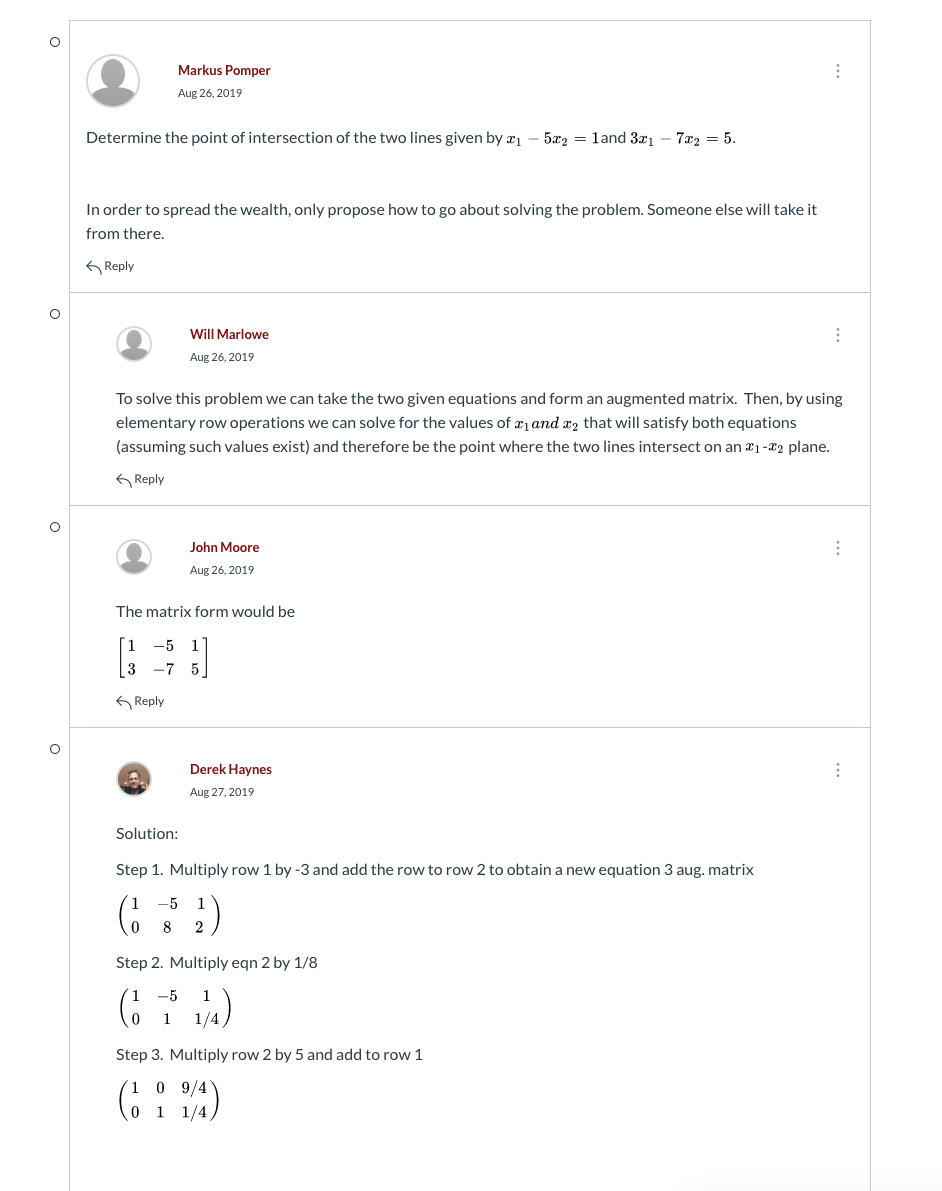 Markus Pomper
Aug 26, 2019
Determine the point of intersection of the two lines given by x₁ − 5x₂ = 1and 3x₁ − 7x₂ = 5.
In order to spread the wealth, only propose how to go about solving the problem. Someone else will take it
from there.
Reply
Will Marlowe
Aug 26, 2019
To solve this problem we can take the two given equations and form an augmented matrix. Then, by using
elementary row operations we can solve for the values of x₁and x₂ that will satisfy both equations
(assuming such values exist) and therefore be the point where the two lines intersect on an x₁-x₂ plane.
Reply
John Moore
Aug 26, 2019
The matrix form would be
[1 −5 1]
[3 −7 5]
Reply
Derek Haynes
Aug 27, 2019
Solution:
Step 1. Multiply row 1 by -3 and add the row to row 2 to obtain a new equation 3 aug. matrix
(1 −5 1)
(0 8 2)
Step 2. Multiply eqn 2 by 1/8
(1 −5 1)
(0 1 1/4)
Step 3. Multiply row 2 by 5 and add to row 1
(1 0 9/4)
(0 1 1/4)